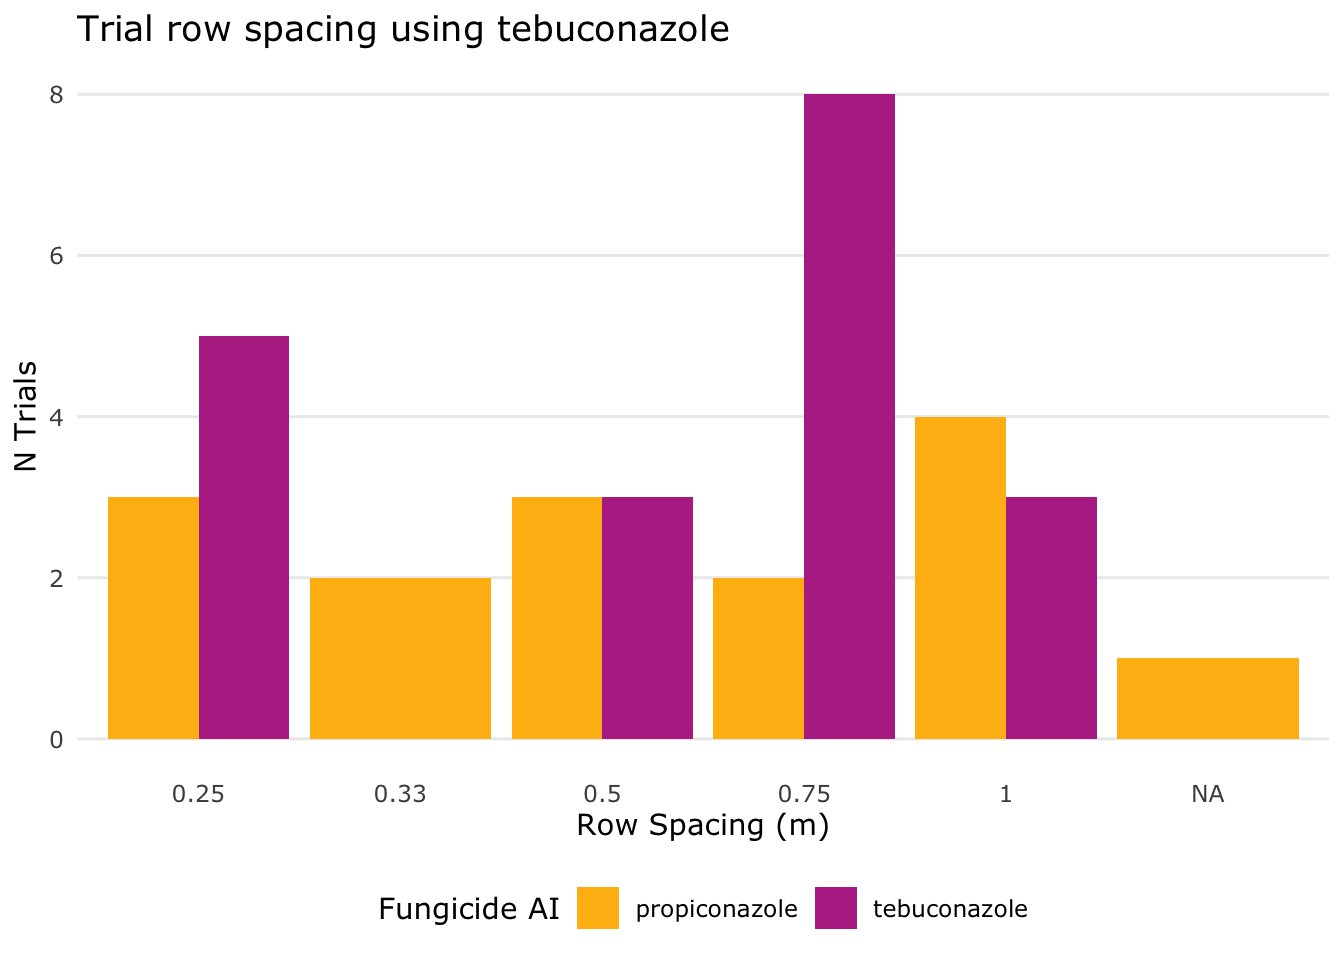 Trial row spacing using tebuconazole
8
6
4
2
0
N Trials
0.25 0.33 0.5 0.75 1 NA
Row Spacing (m)
Fungicide AI propiconazole tebuconazole